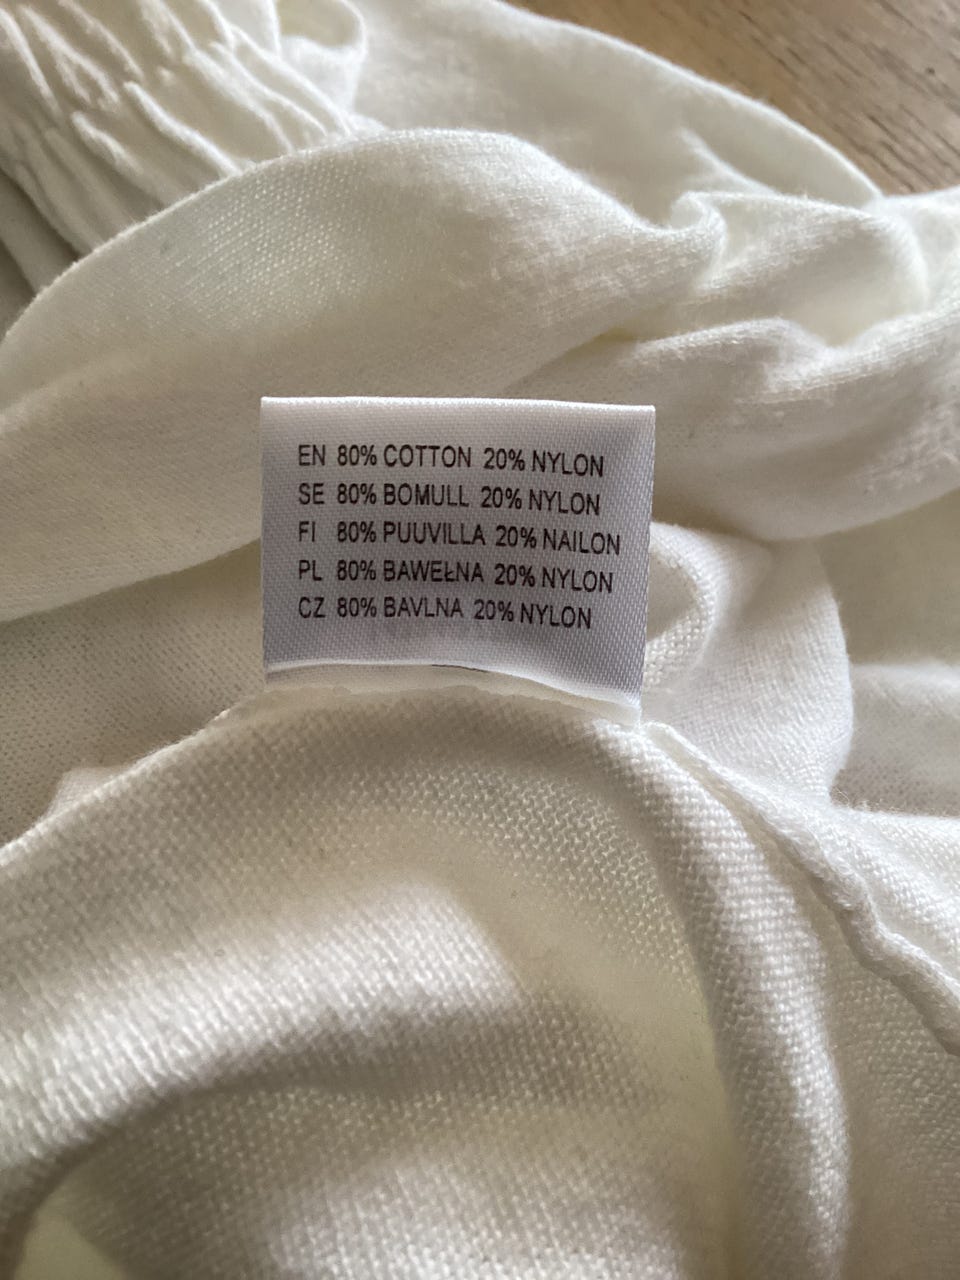 EN 80% COTTON 20% NYLON
SE 80% BOMULL 20% NYLON
FI 80% PUUVILLA 20% NAILON
PL 80% BAWEŁNA 20% NYLON
CZ 80% BAVLNA 20% NYLON